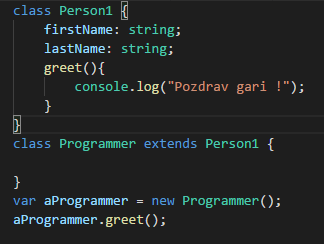 class Person1 {
    firstName: string;
    lastName: string;
    greet(){
        console.log("Pozdrav gari !");
    }
}
class Programmer extends Person1 {

}
var aProgrammer = new Programmer();
aProgrammer.greet();